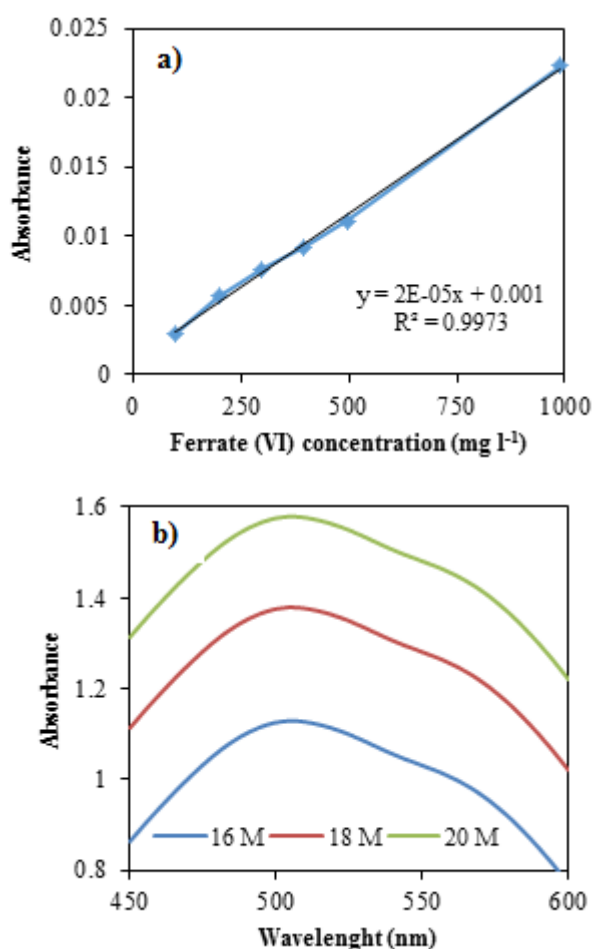 a)
0.025
0.02
0.015
0.01
0.005
0
Absorbance
y = 2E-05x + 0.001
R² = 0.9973
0 250 500 750 1000
Ferrate (VI) concentration (mg l⁻¹)
b)
1.6
1.4
1.2
1
0.8
Absorbance
16 M 18 M 20 M
450 500 550 600
Wavelenght (nm)